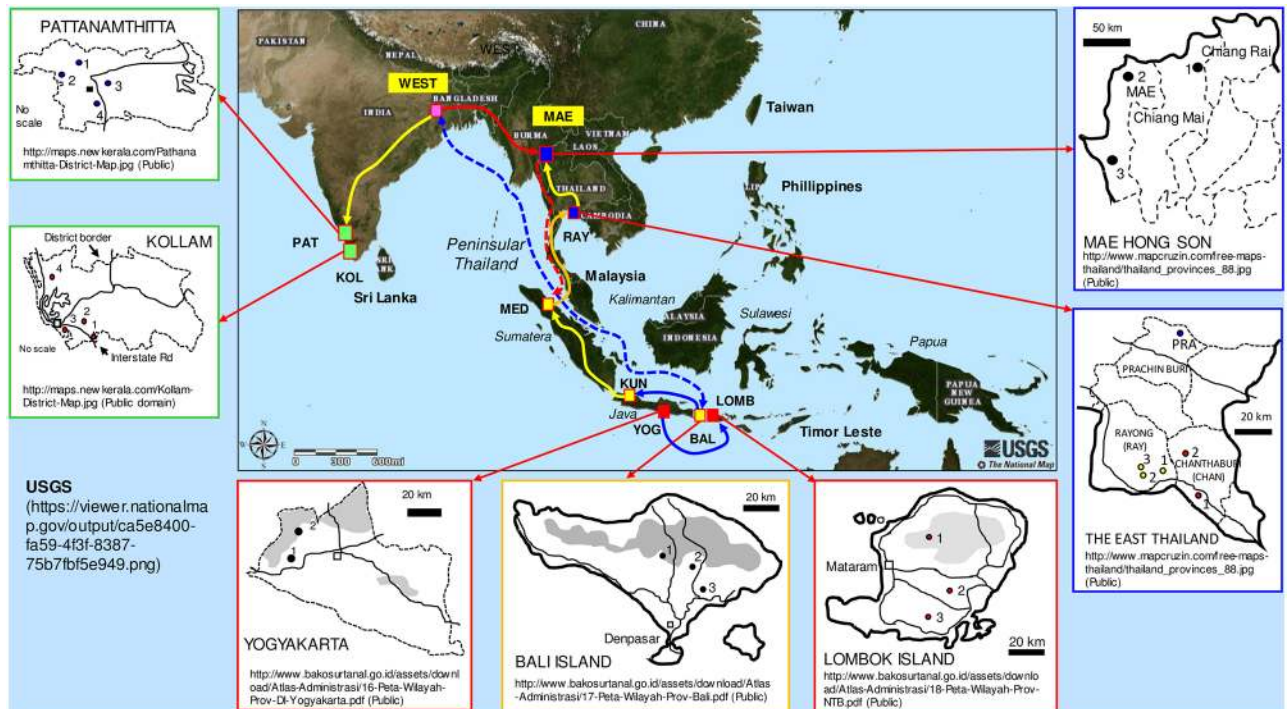 PATTANAMTHITTA
1
2
3
4
No
scale
http://maps.newkerala.com/Pathana
mthitta-District-Map.jpg (Public)
District border
KOLLAM
4
3
2
1
No scale
Interstate Rd
http://maps.newkerala.com/Kollam-
District-Map.jpg (Public domain)
USGS
(https://viewer.nationalma
p.gov/output/ca5e8400-
fa59-4f3f-8387-
75b7fbf5e949.png)
PAKISTAN
NEPAL
WEST
CHINA
WEST
BANGLADESH
INDIA
MAE
Taiwan
BURMA
VIETNAM
LAOS
THAILAND
CAMBODIA
Phillippines
PAT
KOL
Sri Lanka
RAY
Peninsular
Thailand
Malaysia
MED
Kalimantan
Sumatera
ALAYSIA
INDONESIA
Sulawesi
Papua
PAPUA
NEW
GUINEA
KUN
Java
YOG
BAL
LOMB
Timor Leste
0 300 600mi
USGS
The National Map
50 km
Chiang Rai
1
2
MAE
Chiang Mai
3
MAE HONG SON
http://www.mapcruzin.com/free-maps-
thailand/thailand_provinces_88.jpg
(Public)
PRA
PRACHIN BURI
20 km
RAYONG
(RAY)
3
1
2
2
CHANTHABURI
(CHAN)
1
THE EAST THAILAND
http://www.mapcruzin.com/free-maps-
thailand/thailand_provinces_88.jpg
(Public)
20 km
2
1
YOGYAKARTA
http://www.bakosurtanal.go.id/assets/downl
oad/Atlas-Administrasi/16-Peta-Wilayah-
Prov-DI-Yogyakarta.pdf (Public)
20 km
1
2
3
Denpasar
BALI ISLAND
http://www.bakosurtanal.go.id/assets/download/Atlas
-Administrasi/17-Peta-Wilayah-Prov-Bali.pdf (Public)
1
Mataram
2
3
20 km
LOMBOK ISLAND
http://www.bakosurtanal.go.id/assets/downlo
ad/Atlas-Administrasi/18-Peta-Wilayah-Prov-
NTB.pdf (Public)